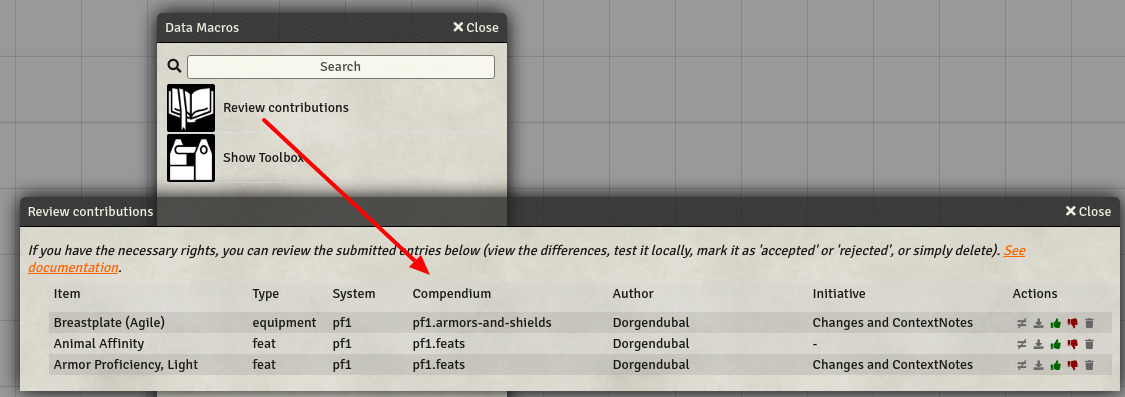 Data Macros Close
Search
Review contributions
Show Toolbox
Review contributions Close
If you have the necessary rights, you can review the submitted entries below (view the differences, test it locally, mark it as 'accepted' or 'rejected', or simply delete). See
documentation.
Item Type System Compendium Author Initiative Actions
Breastplate (Agile) equipment pf1 pf1.armors-and-shields Dorgendubal Changes and ContextNotes
Animal Affinity feat pf1 pf1.feats Dorgendubal -
Armor Proficiency, Light feat pf1 pf1.feats Dorgendubal Changes and ContextNotes